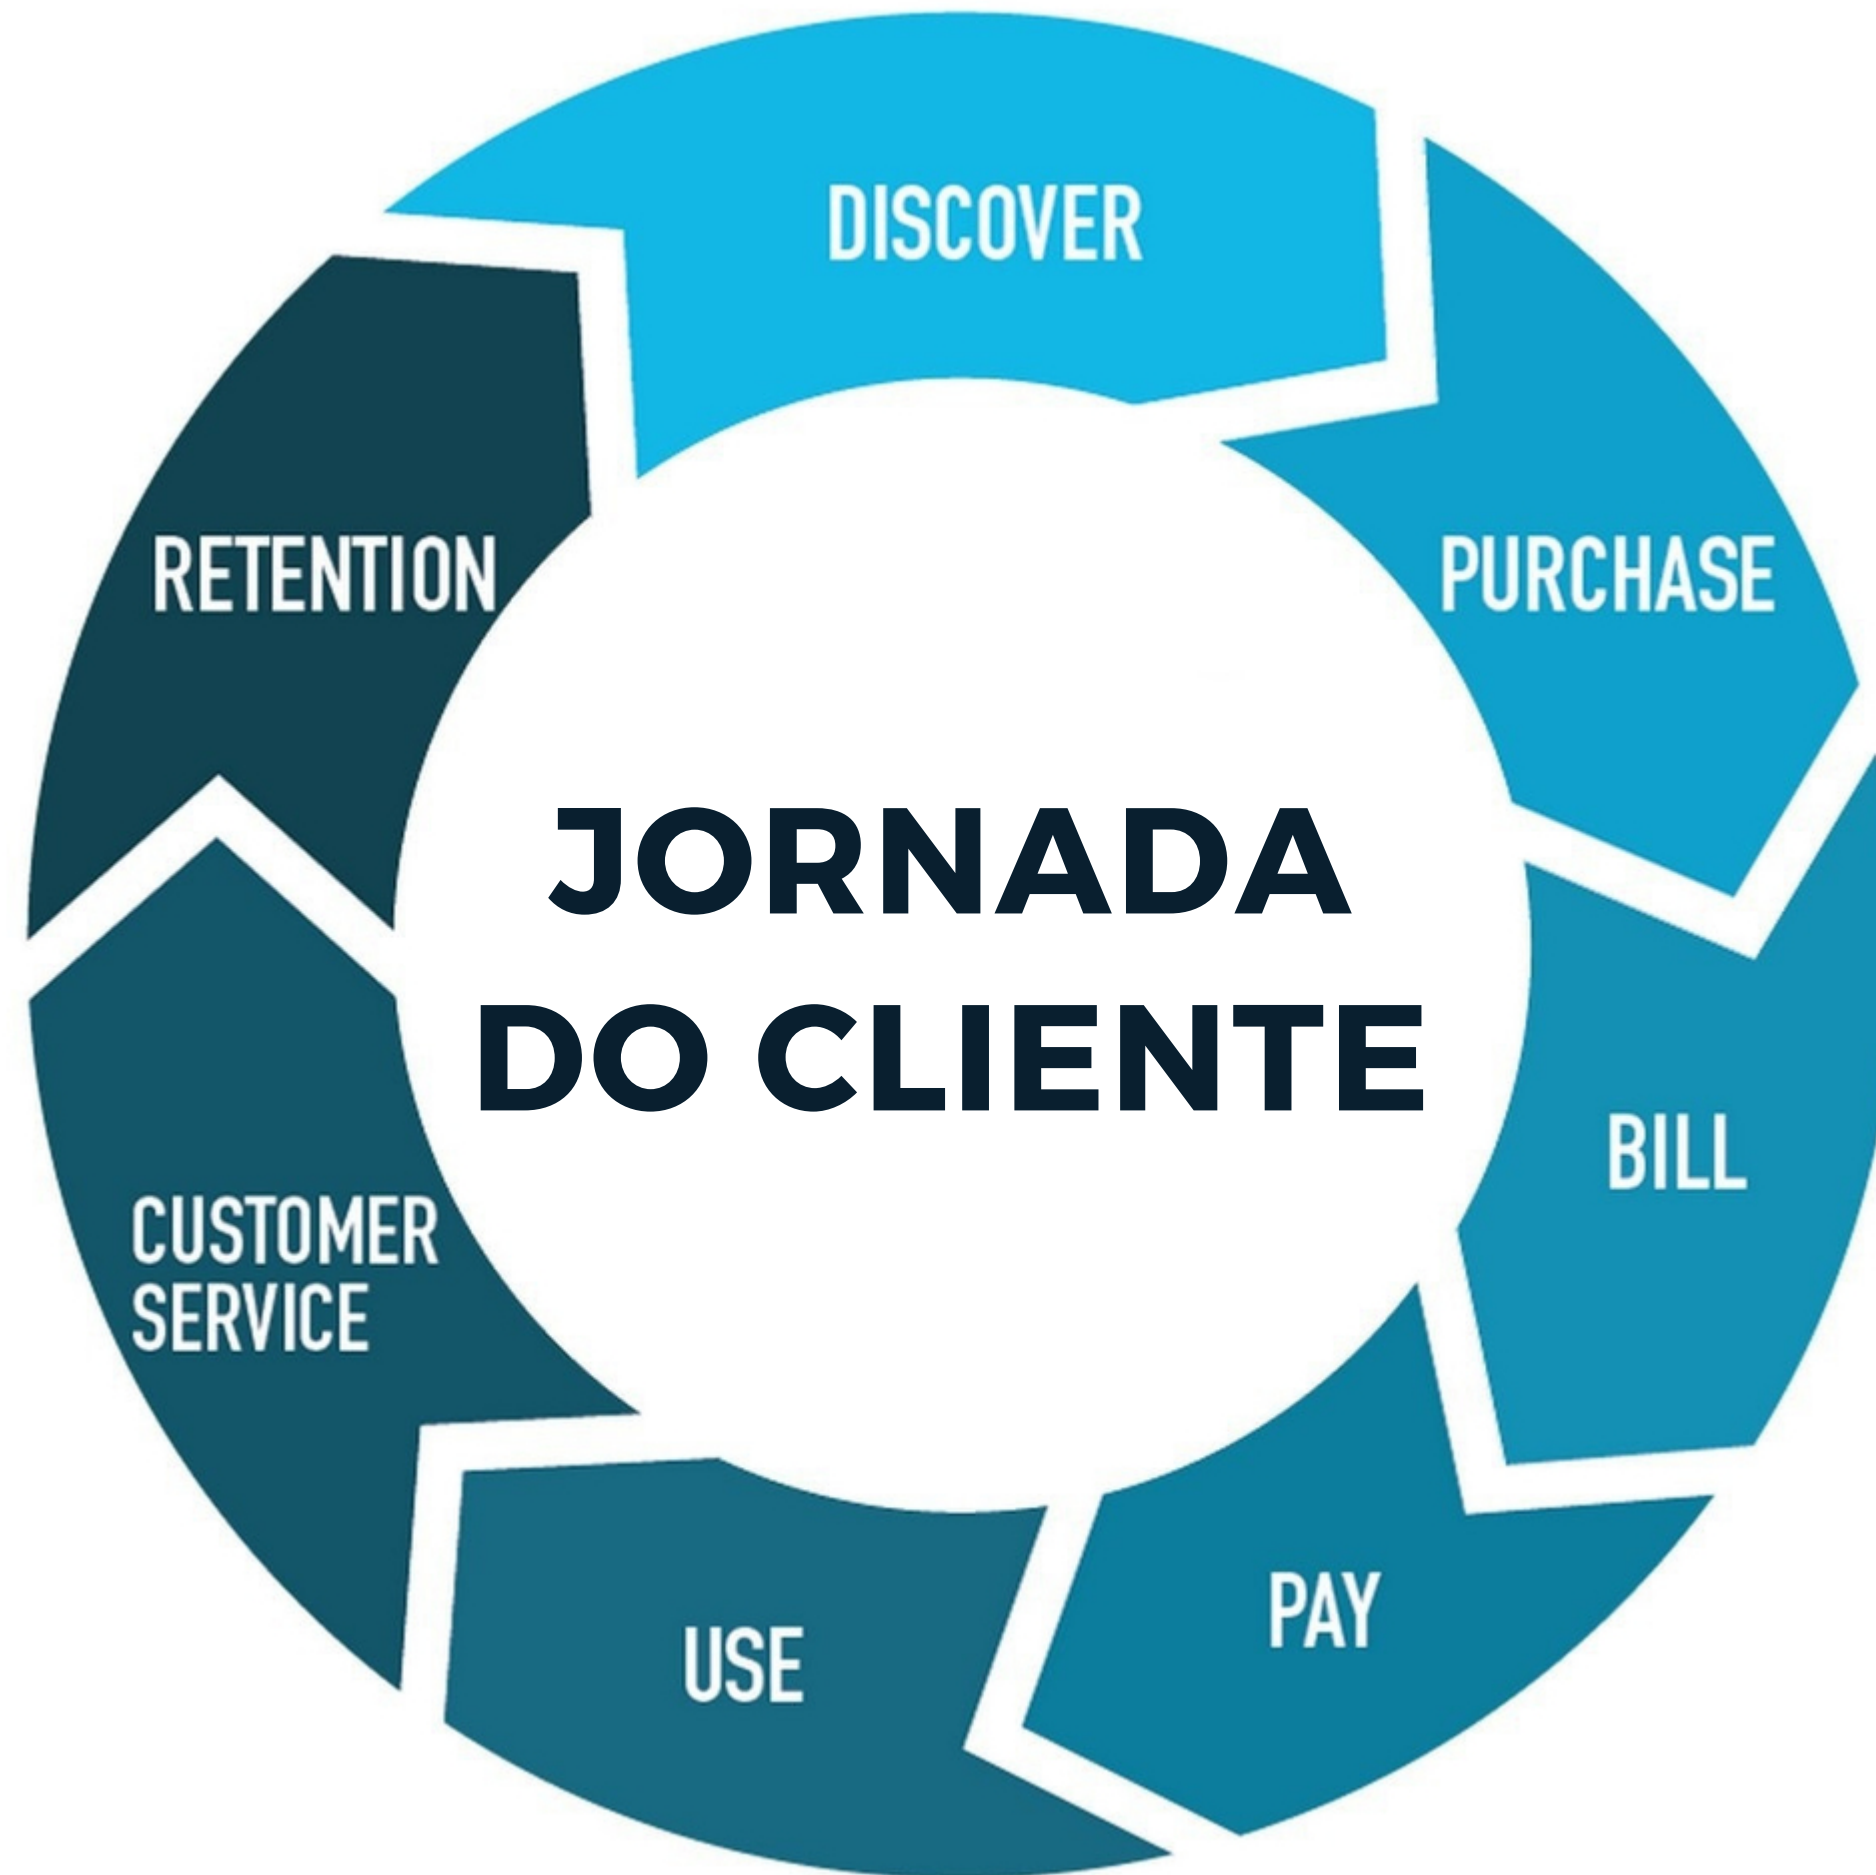 DISCOVER
PURCHASE
BILL
PAY
USE
CUSTOMER
SERVICE
RETENTION
JORNADA
DO CLIENTE